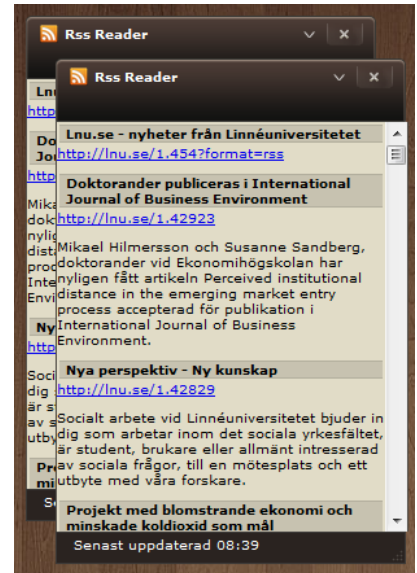 Rss Reader
Rss Reader
Lnu.se - nyheter från Linnéuniversitetet
http://lnu.se/1.454?format=rss
Doktorander publiceras i International
Journal of Business Environment
http://lnu.se/1.42923
Mikael Hilmersson och Susanne Sandberg,
doktorander vid Ekonomihögskolan har
nyligen fått artikeln Perceived institutional
distance in the emerging market entry
process accepterad för publikation i
International Journal of Business
Environment.
Nya perspektiv - Ny kunskap
http://lnu.se/1.42829
Socialt arbete vid Linnéuniversitetet bjuder in
dig som arbetar inom det sociala yrkesfältet,
är student, brukare eller allmänt intresserad
av sociala frågor, till en mötesplats och ett
utbyte med våra forskare.
Projekt med blomstrande ekonomi och
minskade koldioxid som mål
Senast uppdaterad 08:39